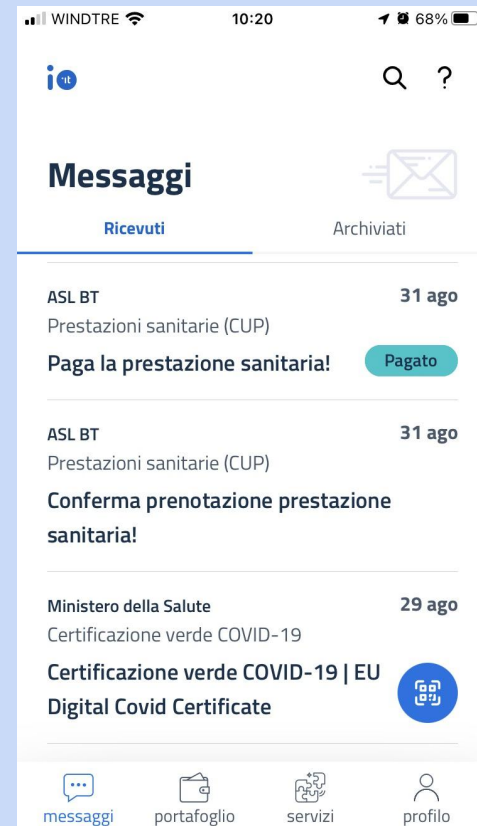 WINDTRE 10:20 68%
io it ?
Messaggi
Ricevuti Archiviati
ASL BT 31 ago
Prestazioni sanitarie (CUP)
Paga la prestazione sanitaria! Pagato
ASL BT 31 ago
Prestazioni sanitarie (CUP)
Conferma prenotazione prestazione
sanitaria!
Ministero della Salute 29 ago
Certificazione verde COVID-19
Certificazione verde COVID-19 | EU
Digital Covid Certificate
messaggi portafoglio servizi profilo